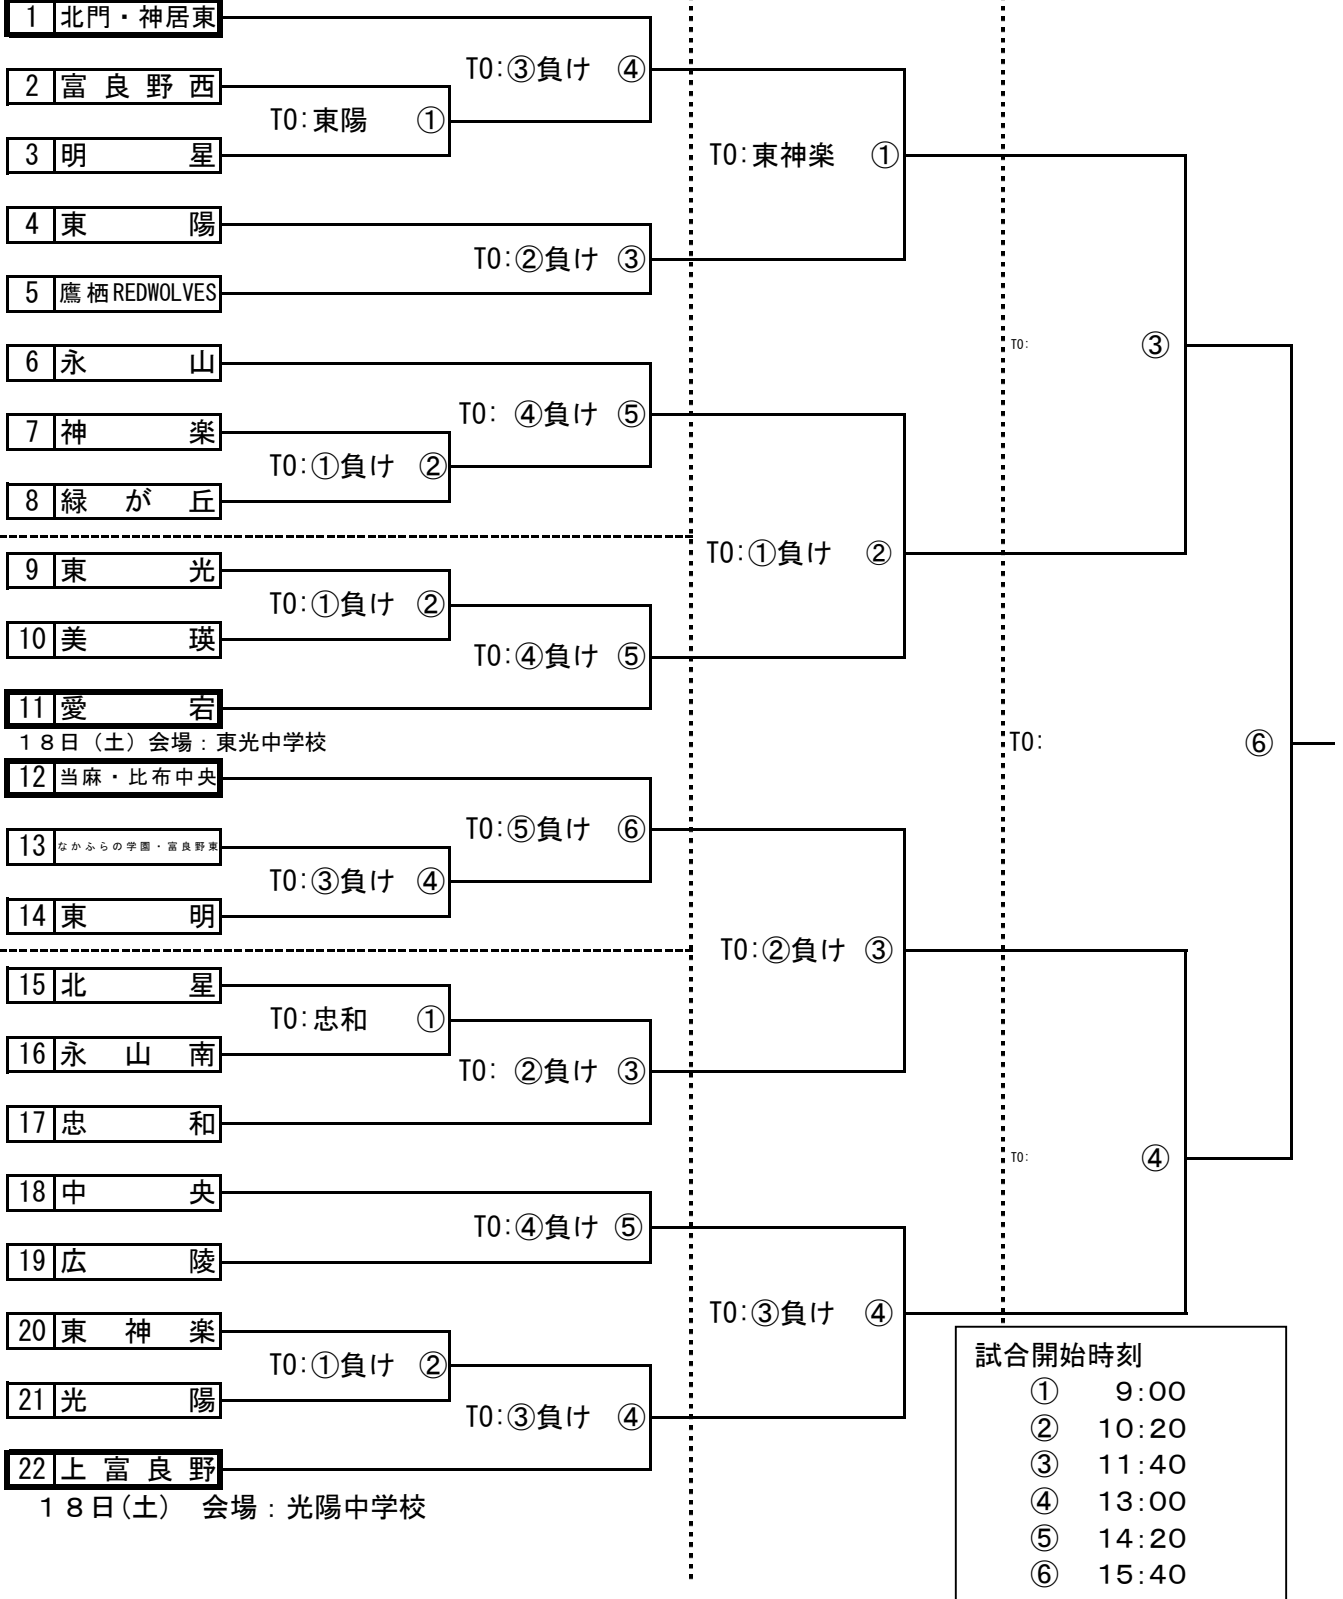 1 北門・神居東
TO:③負け ④
2 富良野西
TO:東陽 ①
3 明星
TO:東神楽 ①
4 東陽
TO:②負け ③
5 鷹栖REDWOLVES
6 永山
TO: ③
TO: ④負け ⑤
7 神楽
TO:①負け ②
8 緑が丘
TO:①負け ②
9 東光
TO:①負け ②
10 美瑛
TO:④負け ⑤
11 愛宕
18日（土）会場：東光中学校
TO: ⑥
12 当麻・比布中央
TO:⑤負け ⑥
13 なかふらの学園・富良野東
TO:③負け ④
14 東明
TO:②負け ③
15 北星
TO:忠和 ①
16 永山南
TO: ②負け ③
17 忠和
TO: ④
18 中央
TO:④負け ⑤
19 広陵
TO:③負け ④
20 東神楽
TO:①負け ②
21 光陽
TO:③負け ④
22 上富良野
18日(土) 会場：光陽中学校
試合開始時刻
① 9:00
② 10:20
③ 11:40
④ 13:00
⑤ 14:20
⑥ 15:40